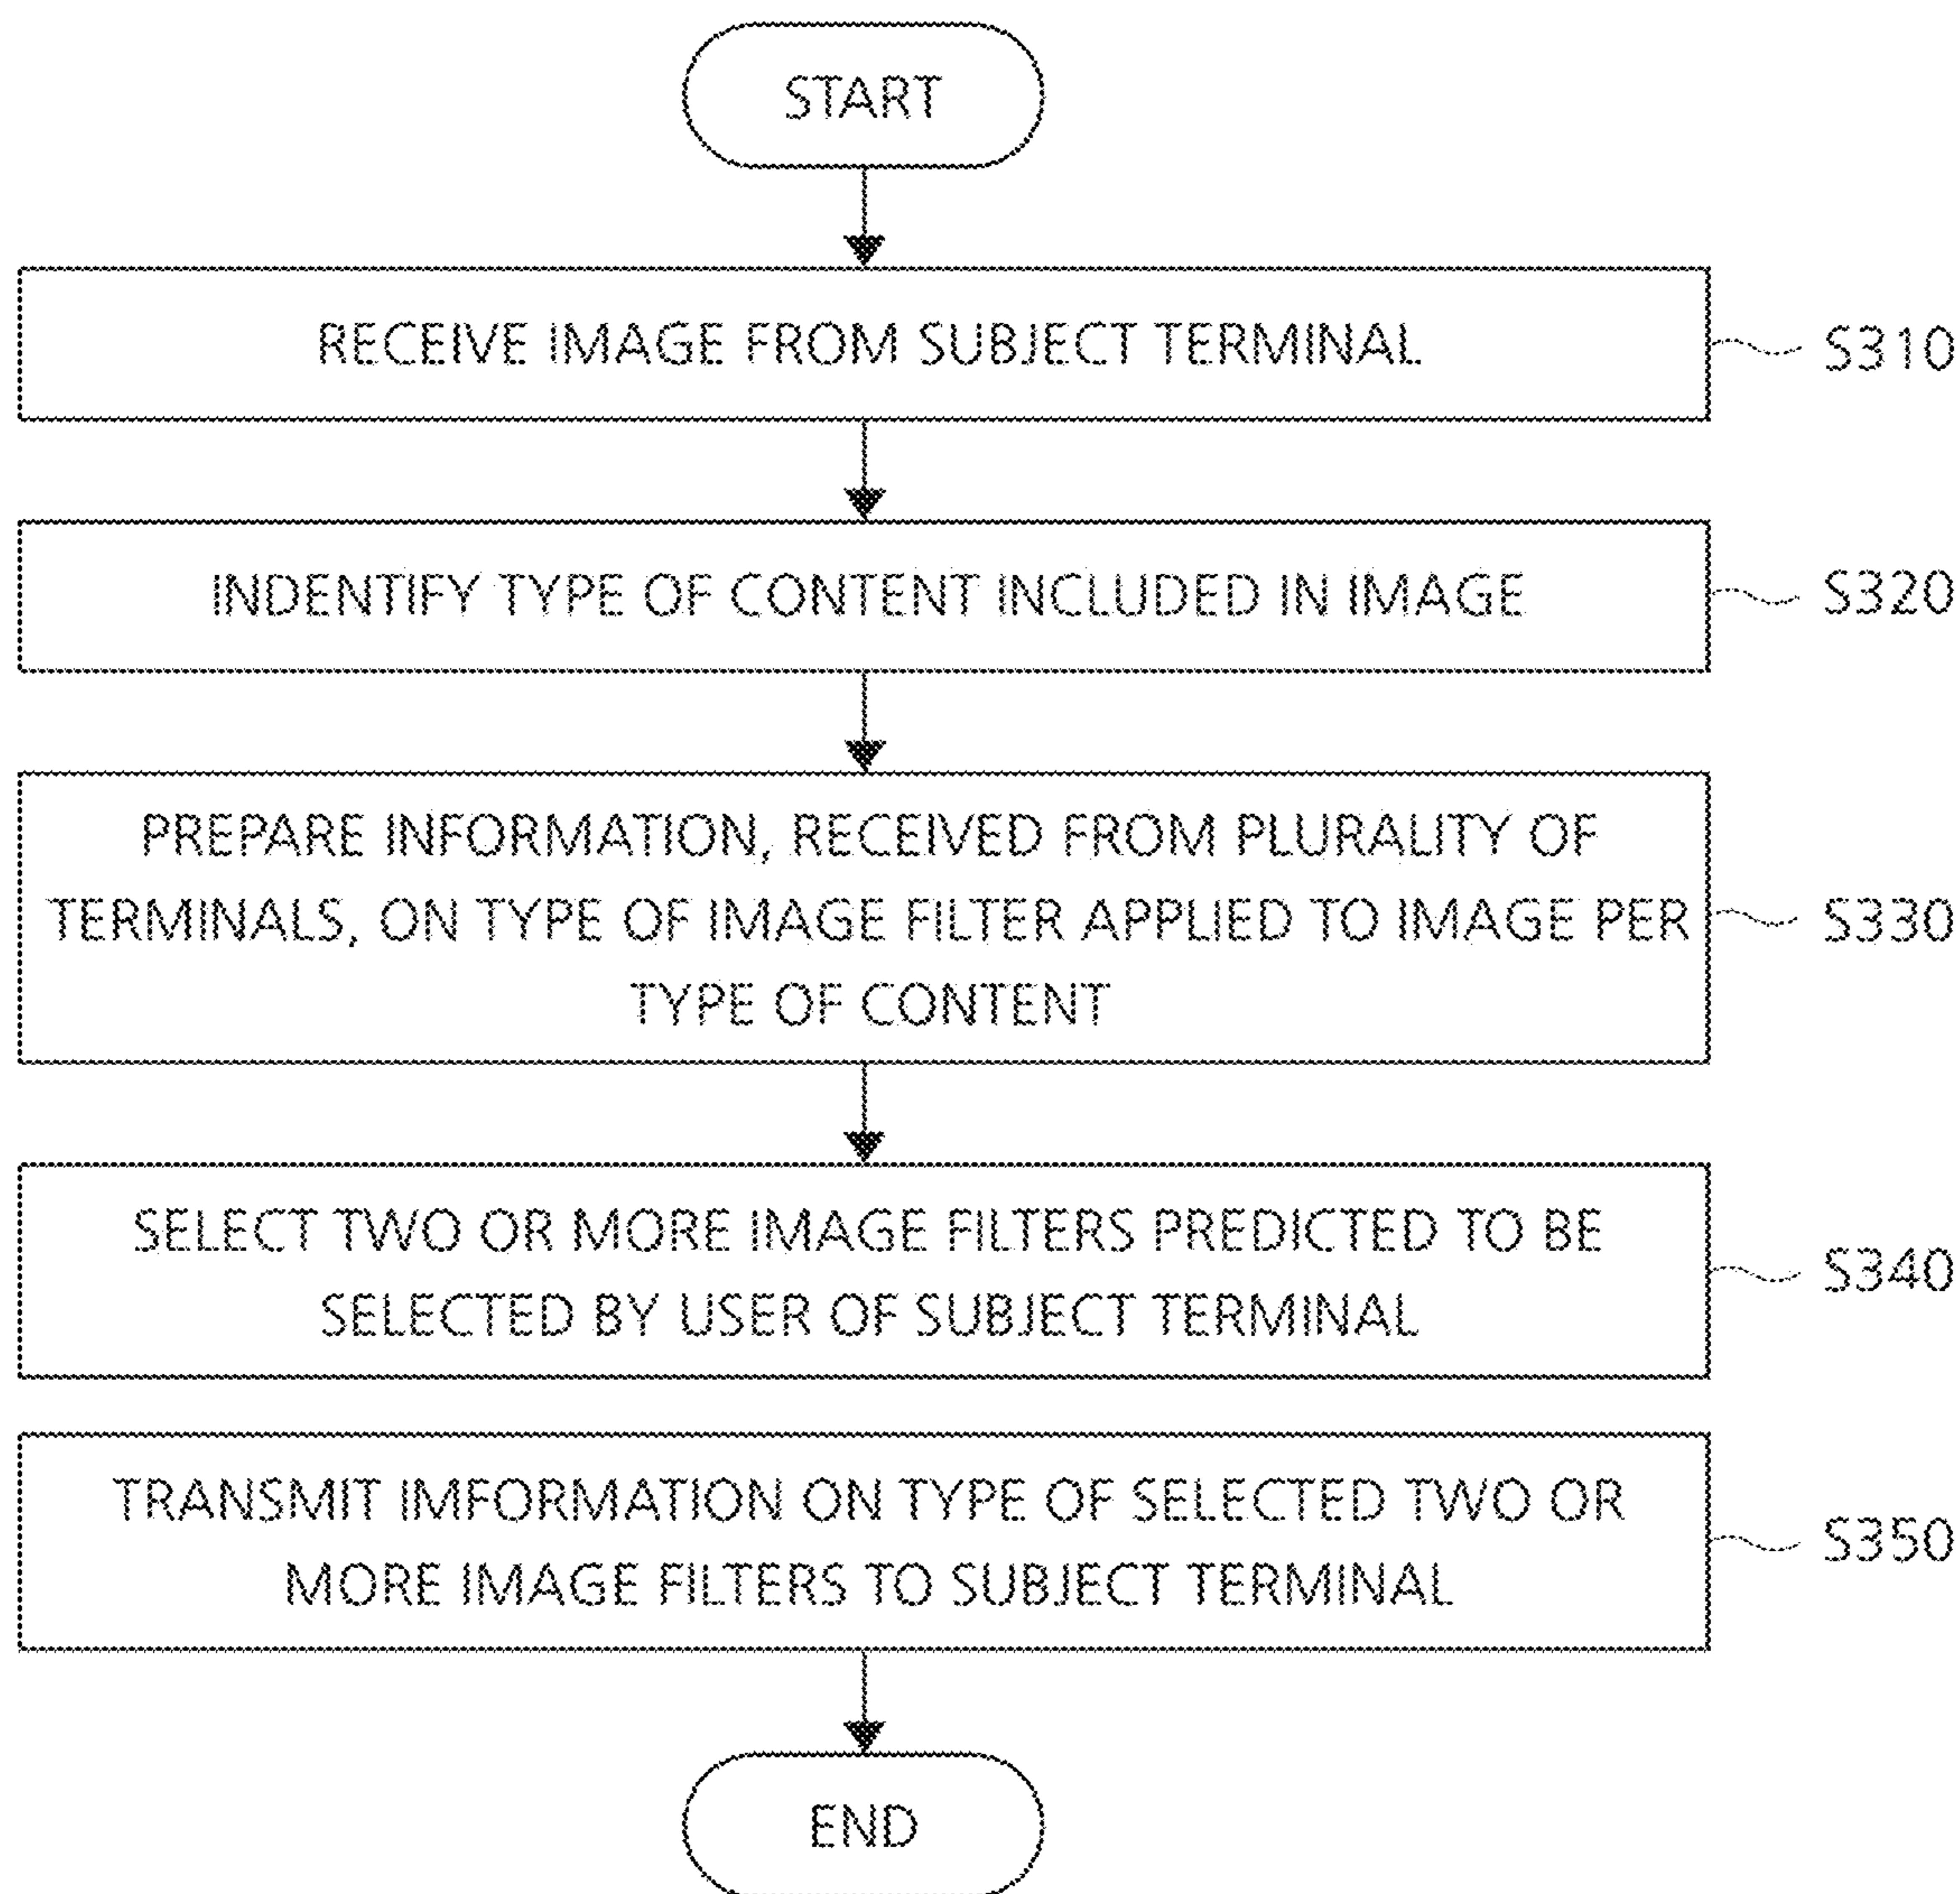 START
RECEIVE IMAGE FROM SUBJECT TERMINAL
S310
INDENTIFY TYPE OF CONTENT INCLUDED IN IMAGE
S320
PREPARE INFORMATION, RECEIVED FROM PLURALITY OF
TERMINALS, ON TYPE OF IMAGE FILTER APPLIED TO IMAGE PER
TYPE OF CONTENT
S330
SELECT TWO OR MORE IMAGE FILTERS PREDICTED TO BE
SELECTED BY USER OF SUBJECT TERMINAL
S340
TRANSMIT IMFORMATION ON TYPE OF SELECTED TWO OR
MORE IMAGE FILTERS TO SUBJECT TERMINAL
S350
END